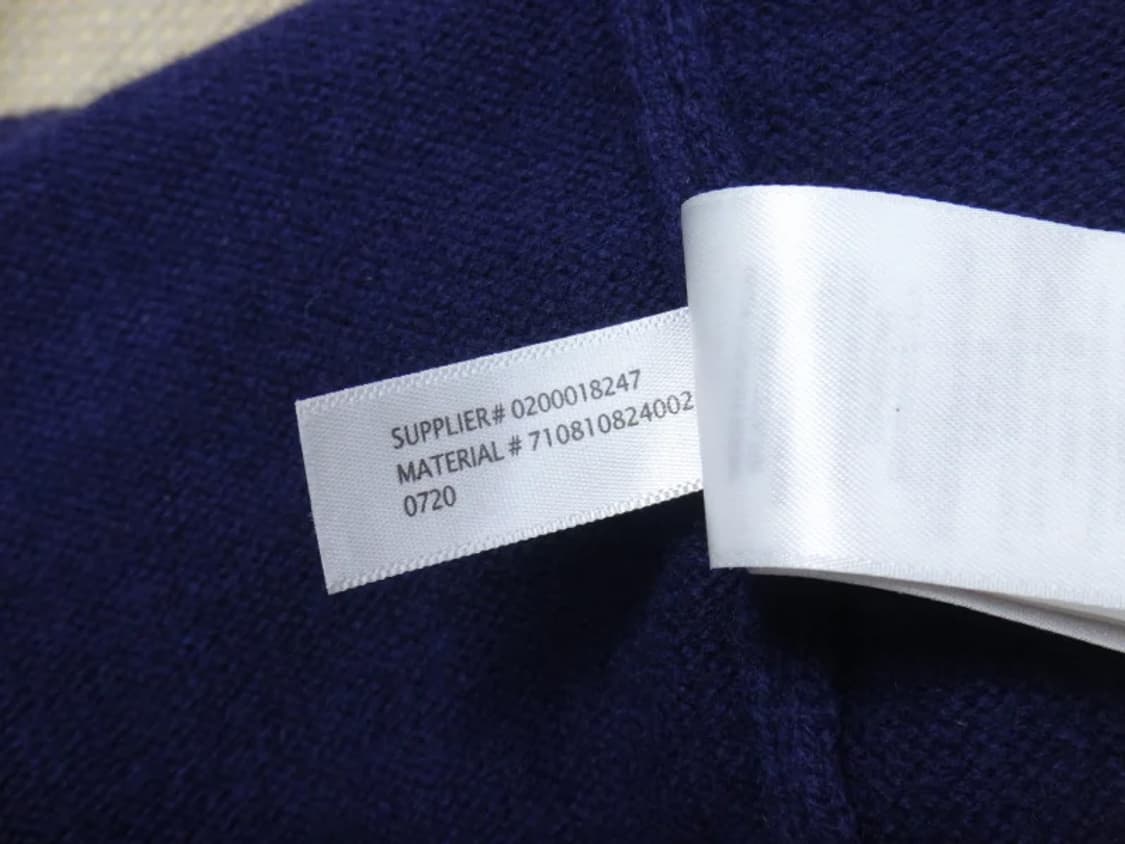 SUPPLIER# 0200018247
MATERIAL # 710810824002
0720